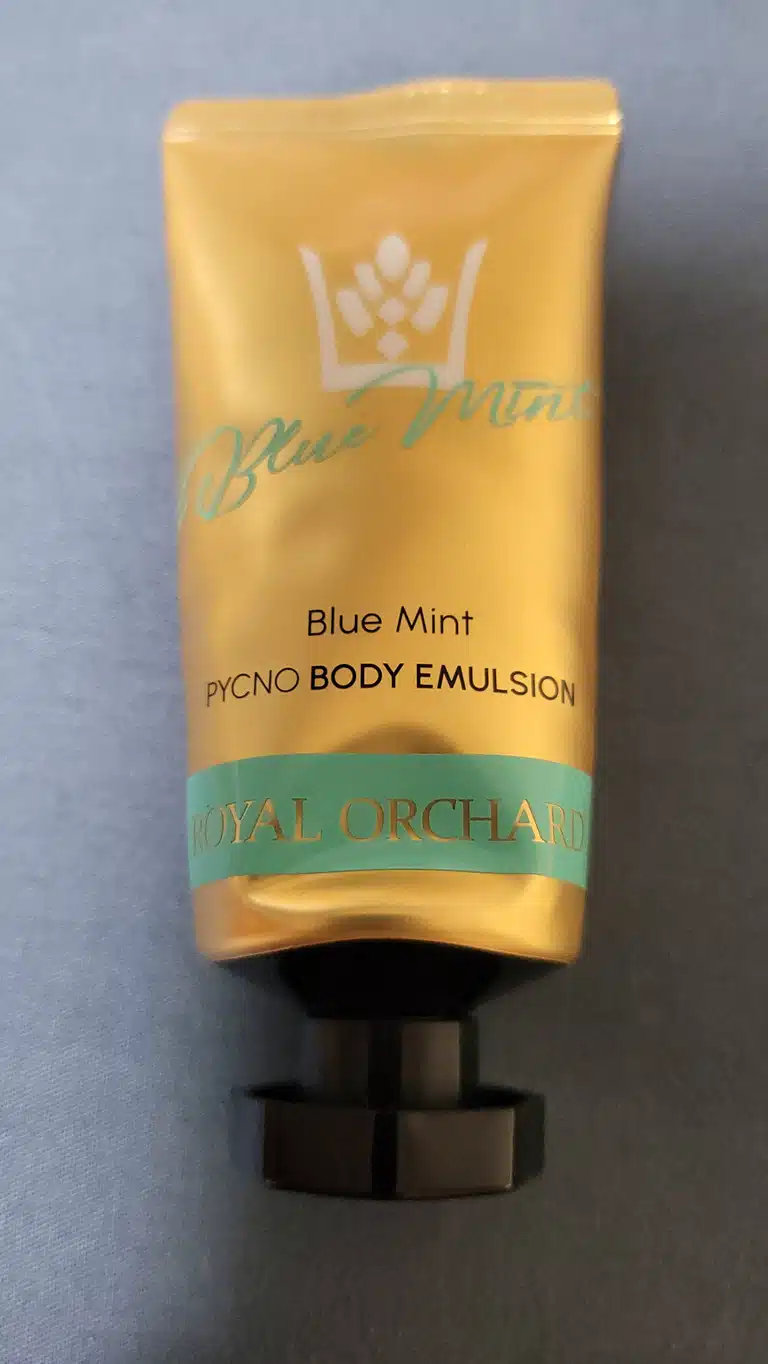 Blue Mint
Blue Mint
PYCNO BODY EMULSION
ROYAL ORCHARD